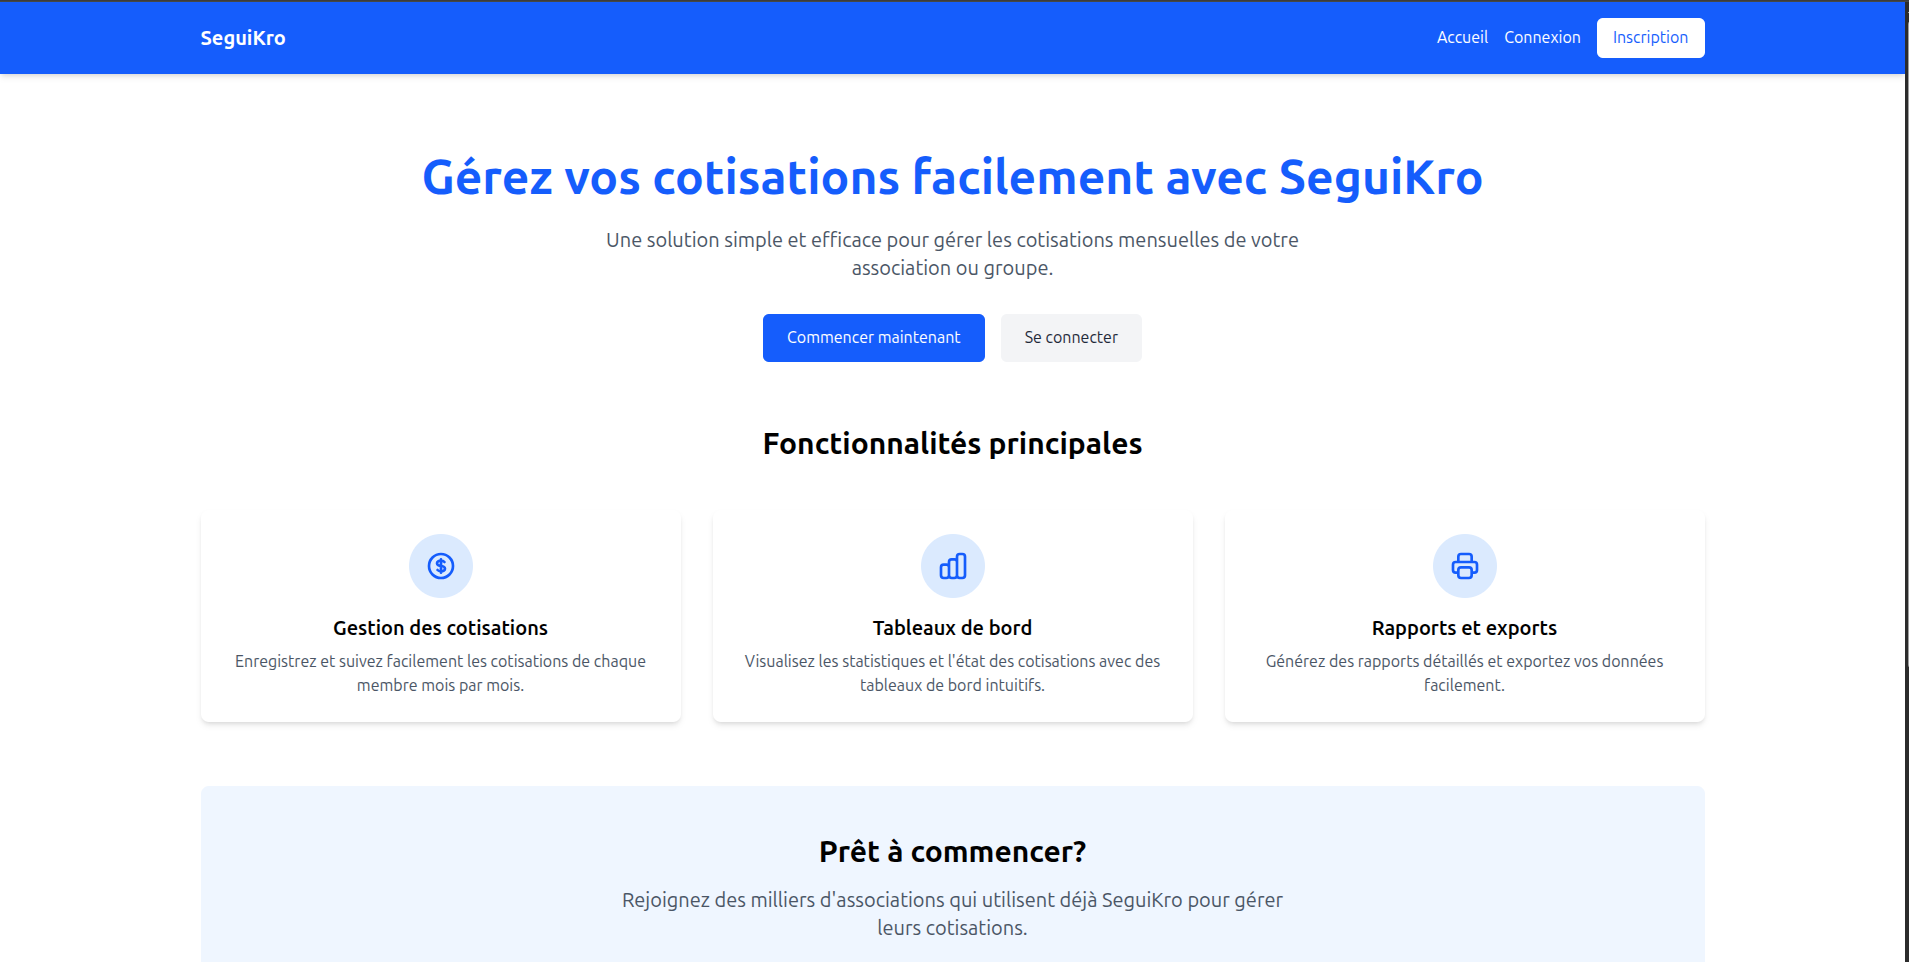 SeguiKro
Accueil
Connexion
Inscription
Gérez vos cotisations facilement avec SeguiKro
Une solution simple et efficace pour gérer les cotisations mensuelles de votre
association ou groupe.
Commencer maintenant
Se connecter
Fonctionnalités principales
Gestion des cotisations
Enregistrez et suivez facilement les cotisations de chaque
membre mois par mois.
Tableaux de bord
Visualisez les statistiques et l'état des cotisations avec des
tableaux de bord intuitifs.
Rapports et exports
Générez des rapports détaillés et exportez vos données
facilement.
Prêt à commencer?
Rejoignez des milliers d'associations qui utilisent déjà SeguiKro pour gérer
leurs cotisations.